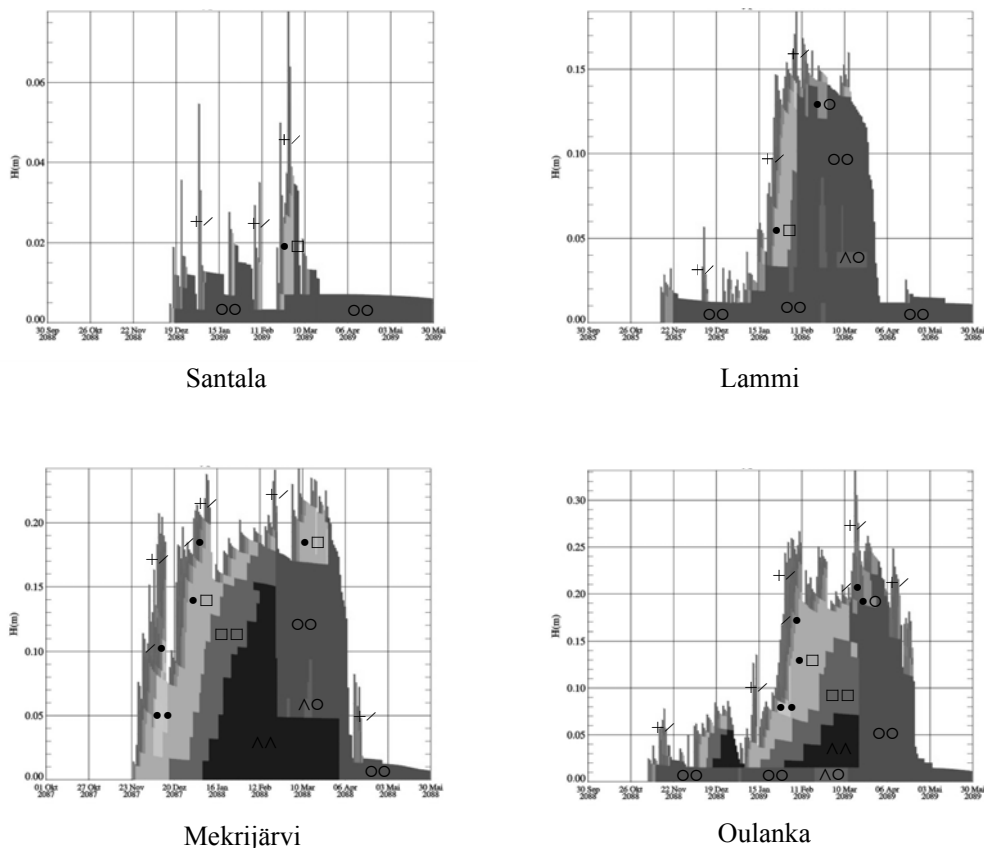 H(m)
0.06
0.04
0.02
0.00
30 Sep 26 Okt 22 Nov 19 Dez 15 Jan 11 Feb 10 Mar 06 Apr 03 Mai 30 Mai
2088 2088 2088 2088 2089 2089 2089 2089 2089 2089
Santala
H(m)
0.15
0.10
0.05
0.00
30 Sep 26 Okt 23 Nov 19 Dez 16 Jan 11 Feb 10 Mar 06 Apr 03 Mai 30 Mai
2085 2085 2085 2085 2086 2086 2086 2086 2086 2086
Lammi
H(m)
0.20
0.15
0.10
0.05
0.00
01 Okt 27 Okt 23 Nov 20 Dez 16 Jan 12 Feb 08 Mar 06 Apr 03 Mai 30 Mai
2087 2087 2087 2087 2088 2088 2088 2088 2088 2088
Mekrijärvi
H(m)
0.30
0.25
0.20
0.15
0.10
0.05
0.00
30 Sep 26 Okt 22 Nov 19 Dez 15 Jan 11 Feb 10 Mar 06 Apr 03 Mai 30 Mai
2088 2088 2088 2088 2089 2089 2089 2089 2089 2089
Oulanka